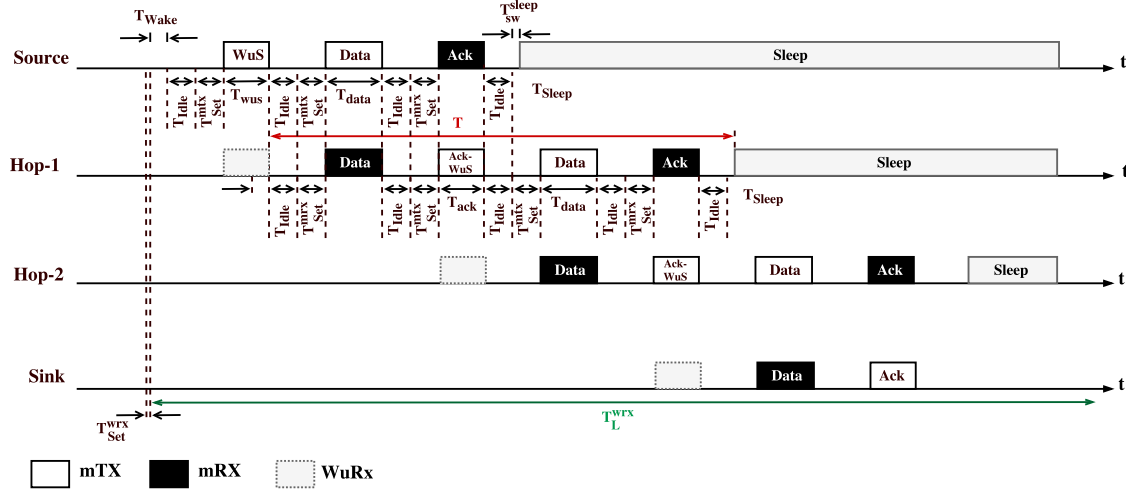 T_Wake
T_sw^sleep
Source WuS Data Ack Sleep t
T_Idle T_Set^mtx T_wus T_Idle T_Set^mtx T_data T_Idle T_Set^mrx T_Idle T_Sleep
T
Hop-1 Data Ack-WuS Data Ack Sleep t
T_Idle T_Set^mrx T_Idle T_Set^mtx T_ack T_Idle T_Set^mtx T_data T_Idle T_Set^mrx T_Idle T_Sleep
Hop-2 Data Ack-WuS Data Ack Sleep t
Sink Data Ack t
T_Set^wrx T_L^wrx
mTX mRX WuRx